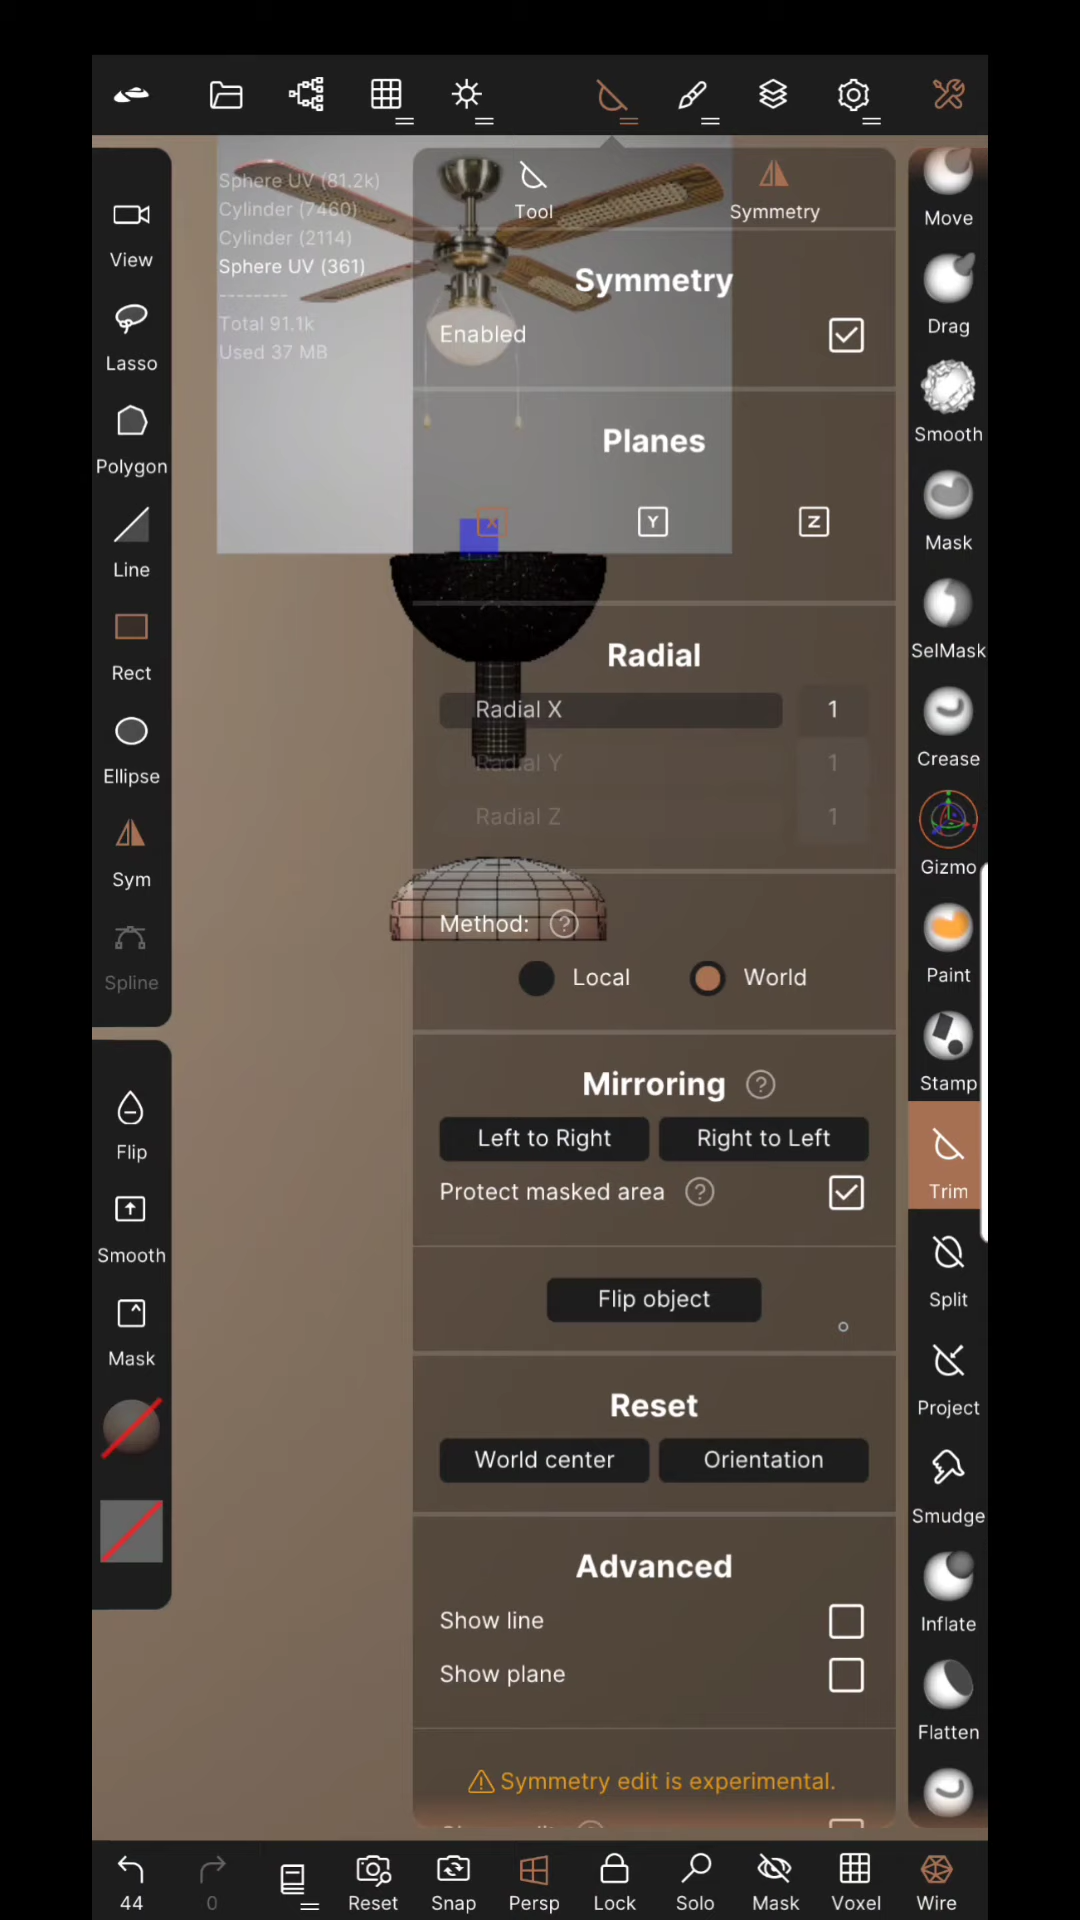 Sphere UV (81.2k)
Cylinder (7460)
Cylinder (2114)
Sphere UV (361)
--------
Total 91.1k
Used 37 MB
View
Lasso
Polygon
Line
Rect
Ellipse
Sym
Spline
Flip
Smooth
Mask
Tool
Symmetry
Symmetry
Enabled
Planes
X
Y
Z
Radial
Radial X 1
Radial Y 1
Radial Z 1
Method: ?
Local
World
Mirroring ?
Left to Right
Right to Left
Protect masked area ?
Flip object
Reset
World center
Orientation
Advanced
Show line
Show plane
Symmetry edit is experimental.
Move
Drag
Smooth
Mask
SelMask
Crease
Gizmo
Paint
Stamp
Trim
Split
Project
Smudge
Inflate
Flatten
44
0
Reset
Snap
Persp
Lock
Solo
Mask
Voxel
Wire